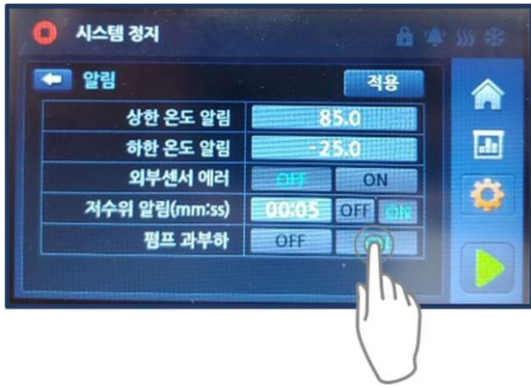 시스템 정지
알림 적용
상한 온도 알림 85.0
하한 온도 알림 -25.0
외부센서 에러 OFF ON
저수위 알림(mm:ss) 00:05 OFF ON
펌프 과부하 OFF